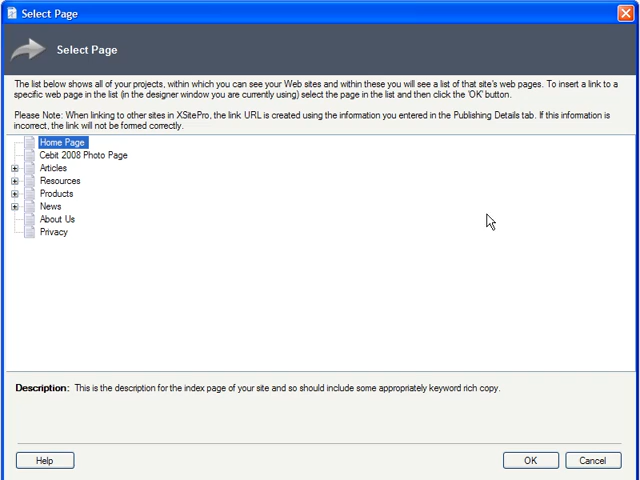 Select Page
Select Page
The list below shows all of your projects, within which you can see your Web sites and within these you will see a list of that site's web pages. To insert a link to a
specific web page in the list (in the designer window you are currently using) select the page in the list and then click the 'OK' button.
Please Note: When linking to other sites in XSitePro, the link URL is created using the information you entered in the Publishing Details tab. If this information is
incorrect, the link will not be formed correctly.
Home Page
Cebit 2008 Photo Page
Articles
Resources
Products
News
About Us
Privacy
Description: This is the description for the index page of your site and so should include some appropriately keyword rich copy.
Help
OK
Cancel